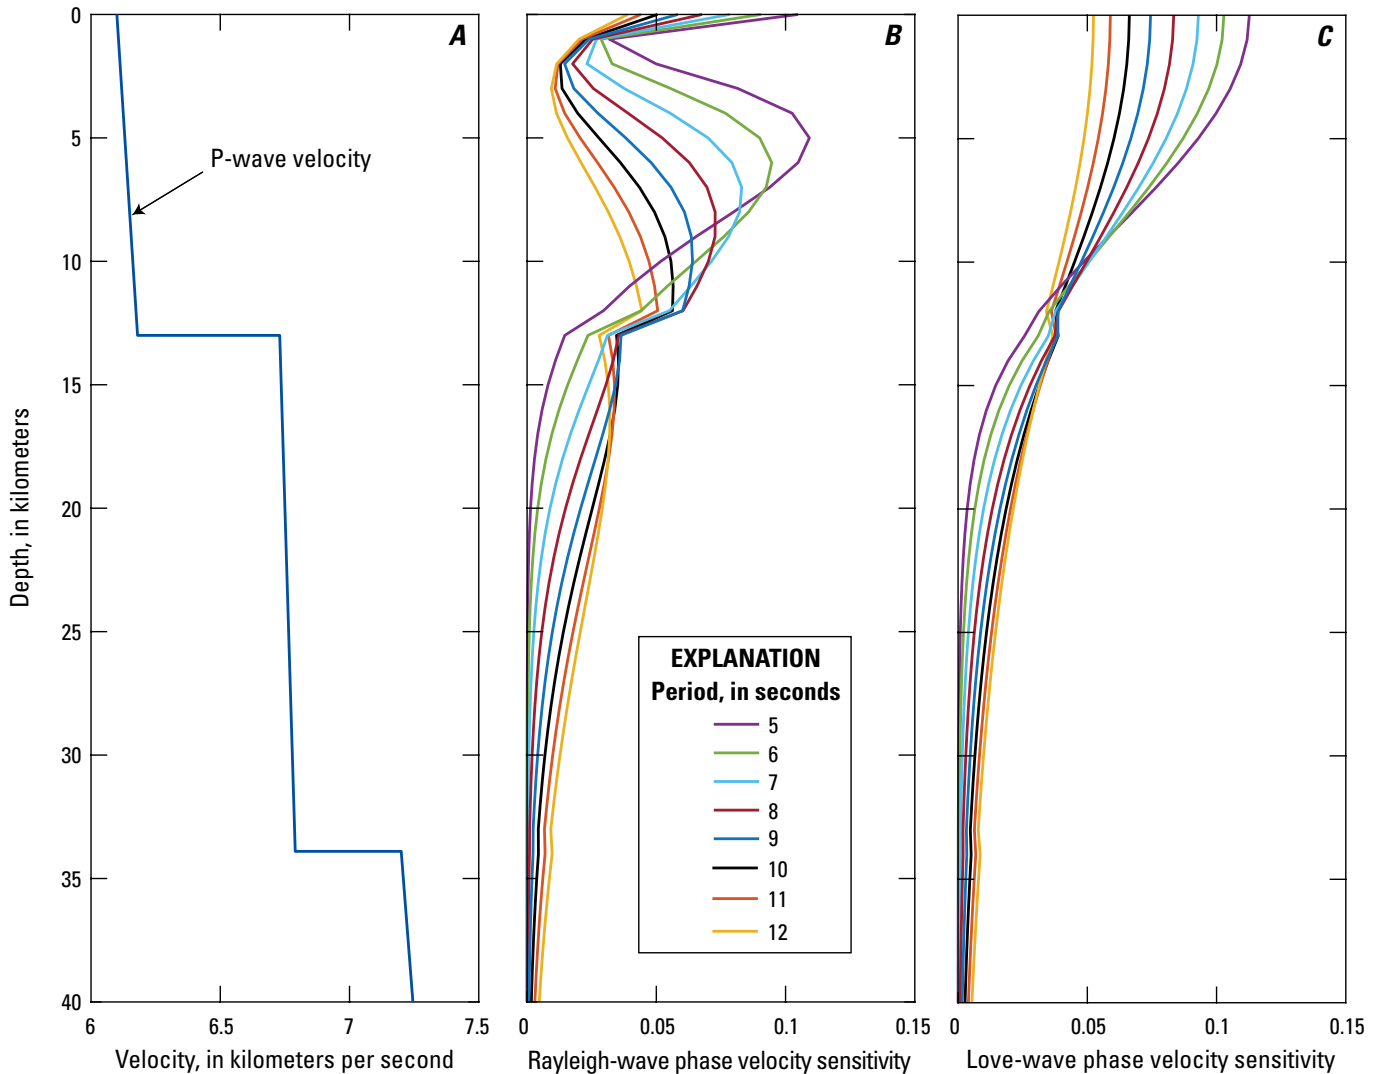 A
B
C
0
5
10
15
20
25
30
35
40
Depth, in kilometers
P-wave velocity
6
6.5
7
7.5
Velocity, in kilometers per second
EXPLANATION
Period, in seconds
5
6
7
8
9
10
11
12
0
0.05
0.1
0.15
Rayleigh-wave phase velocity sensitivity
0
0.05
0.1
0.15
Love-wave phase velocity sensitivity